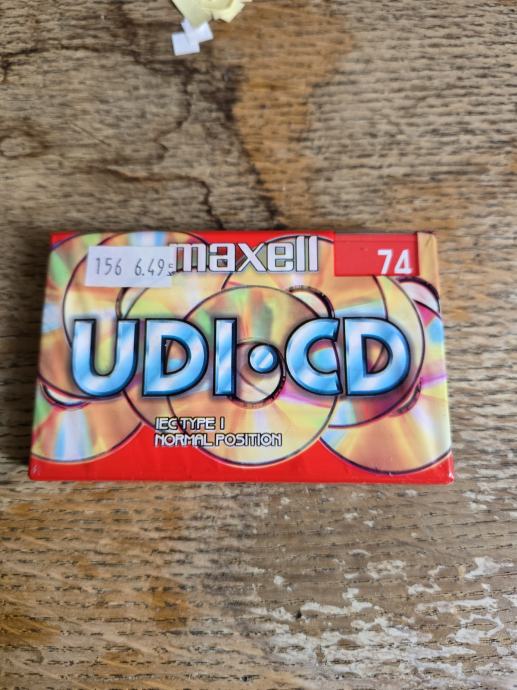 156 6.49
maxell
74
UDI•CD
IEC TYPE I
NORMAL POSITION